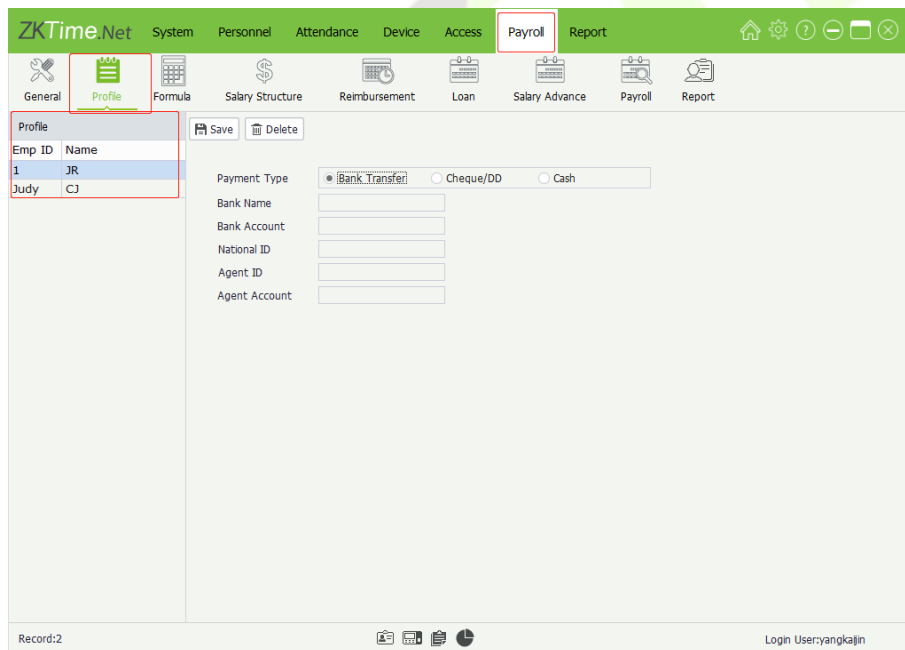 ZKTime.Net System Personnel Attendance Device Access Payroll Report
General Profile Formula Salary Structure Reimbursement Loan Salary Advance Payroll Report
Profile
Save Delete
Emp ID Name
1 JR
Judy CJ
Payment Type Bank Transfer Cheque/DD Cash
Bank Name
Bank Account
National ID
Agent ID
Agent Account
Record:2 Login User:yangkaijin